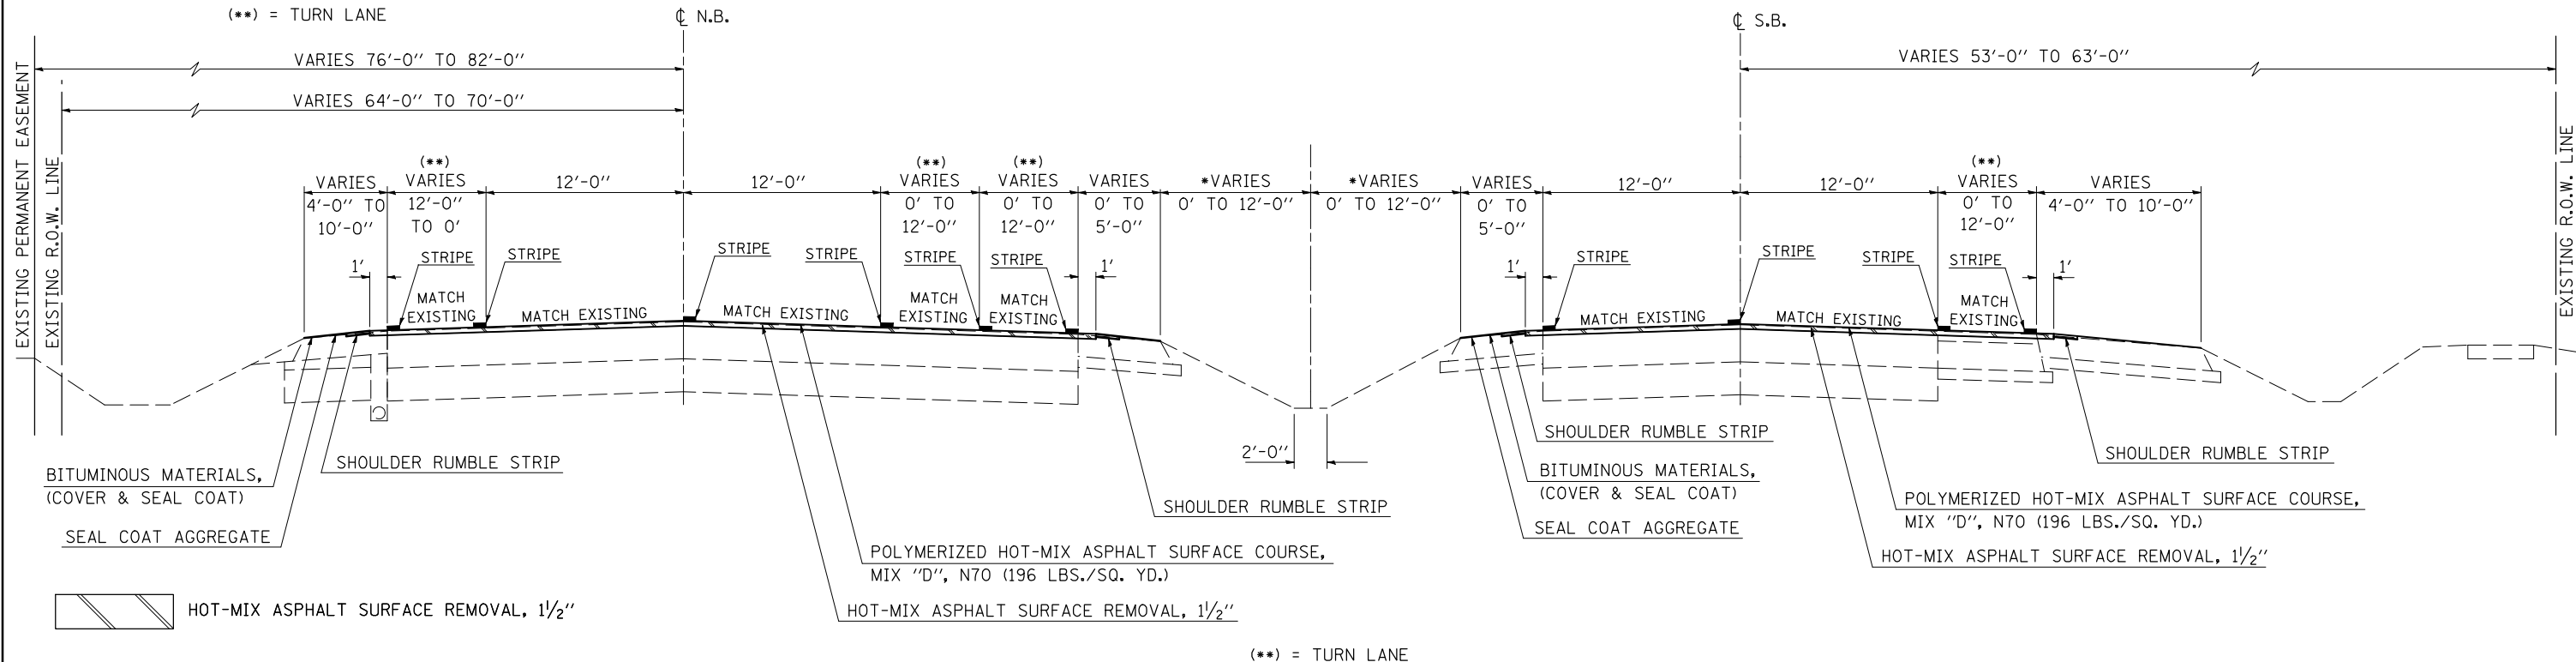 (**) = TURN LANE
℄ N.B.
℄ S.B.
VARIES 76'-0" TO 82'-0"
VARIES 53'-0" TO 63'-0"
VARIES 64'-0" TO 70'-0"
EXISTING PERMANENT EASEMENT
EXISTING R.O.W. LINE
EXISTING R.O.W. LINE
VARIES
4'-0" TO
10'-0"
(**)
VARIES
12'-0"
TO 0'
12'-0"
12'-0"
(**)
VARIES
0' TO
12'-0"
(**)
VARIES
0' TO
12'-0"
VARIES
0' TO
5'-0"
*VARIES
0' TO 12'-0"
*VARIES
0' TO 12'-0"
VARIES
0' TO
5'-0"
12'-0"
12'-0"
(**)
VARIES
0' TO
12'-0"
VARIES
4'-0" TO 10'-0"
1'
STRIPE
STRIPE
STRIPE
STRIPE
STRIPE
STRIPE
1'
1'
STRIPE
STRIPE
STRIPE
STRIPE
1'
MATCH
EXISTING
MATCH EXISTING
MATCH EXISTING
MATCH
EXISTING
MATCH
EXISTING
MATCH EXISTING
MATCH EXISTING
MATCH
EXISTING
2'-0"
BITUMINOUS MATERIALS,
(COVER & SEAL COAT)
SHOULDER RUMBLE STRIP
SEAL COAT AGGREGATE
SHOULDER RUMBLE STRIP
POLYMERIZED HOT-MIX ASPHALT SURFACE COURSE,
MIX "D", N70 (196 LBS./SQ. YD.)
HOT-MIX ASPHALT SURFACE REMOVAL, 1 1/2"
SHOULDER RUMBLE STRIP
BITUMINOUS MATERIALS,
(COVER & SEAL COAT)
SEAL COAT AGGREGATE
SHOULDER RUMBLE STRIP
POLYMERIZED HOT-MIX ASPHALT SURFACE COURSE,
MIX "D", N70 (196 LBS./SQ. YD.)
HOT-MIX ASPHALT SURFACE REMOVAL, 1 1/2"
HOT-MIX ASPHALT SURFACE REMOVAL, 1 1/2"
(**) = TURN LANE